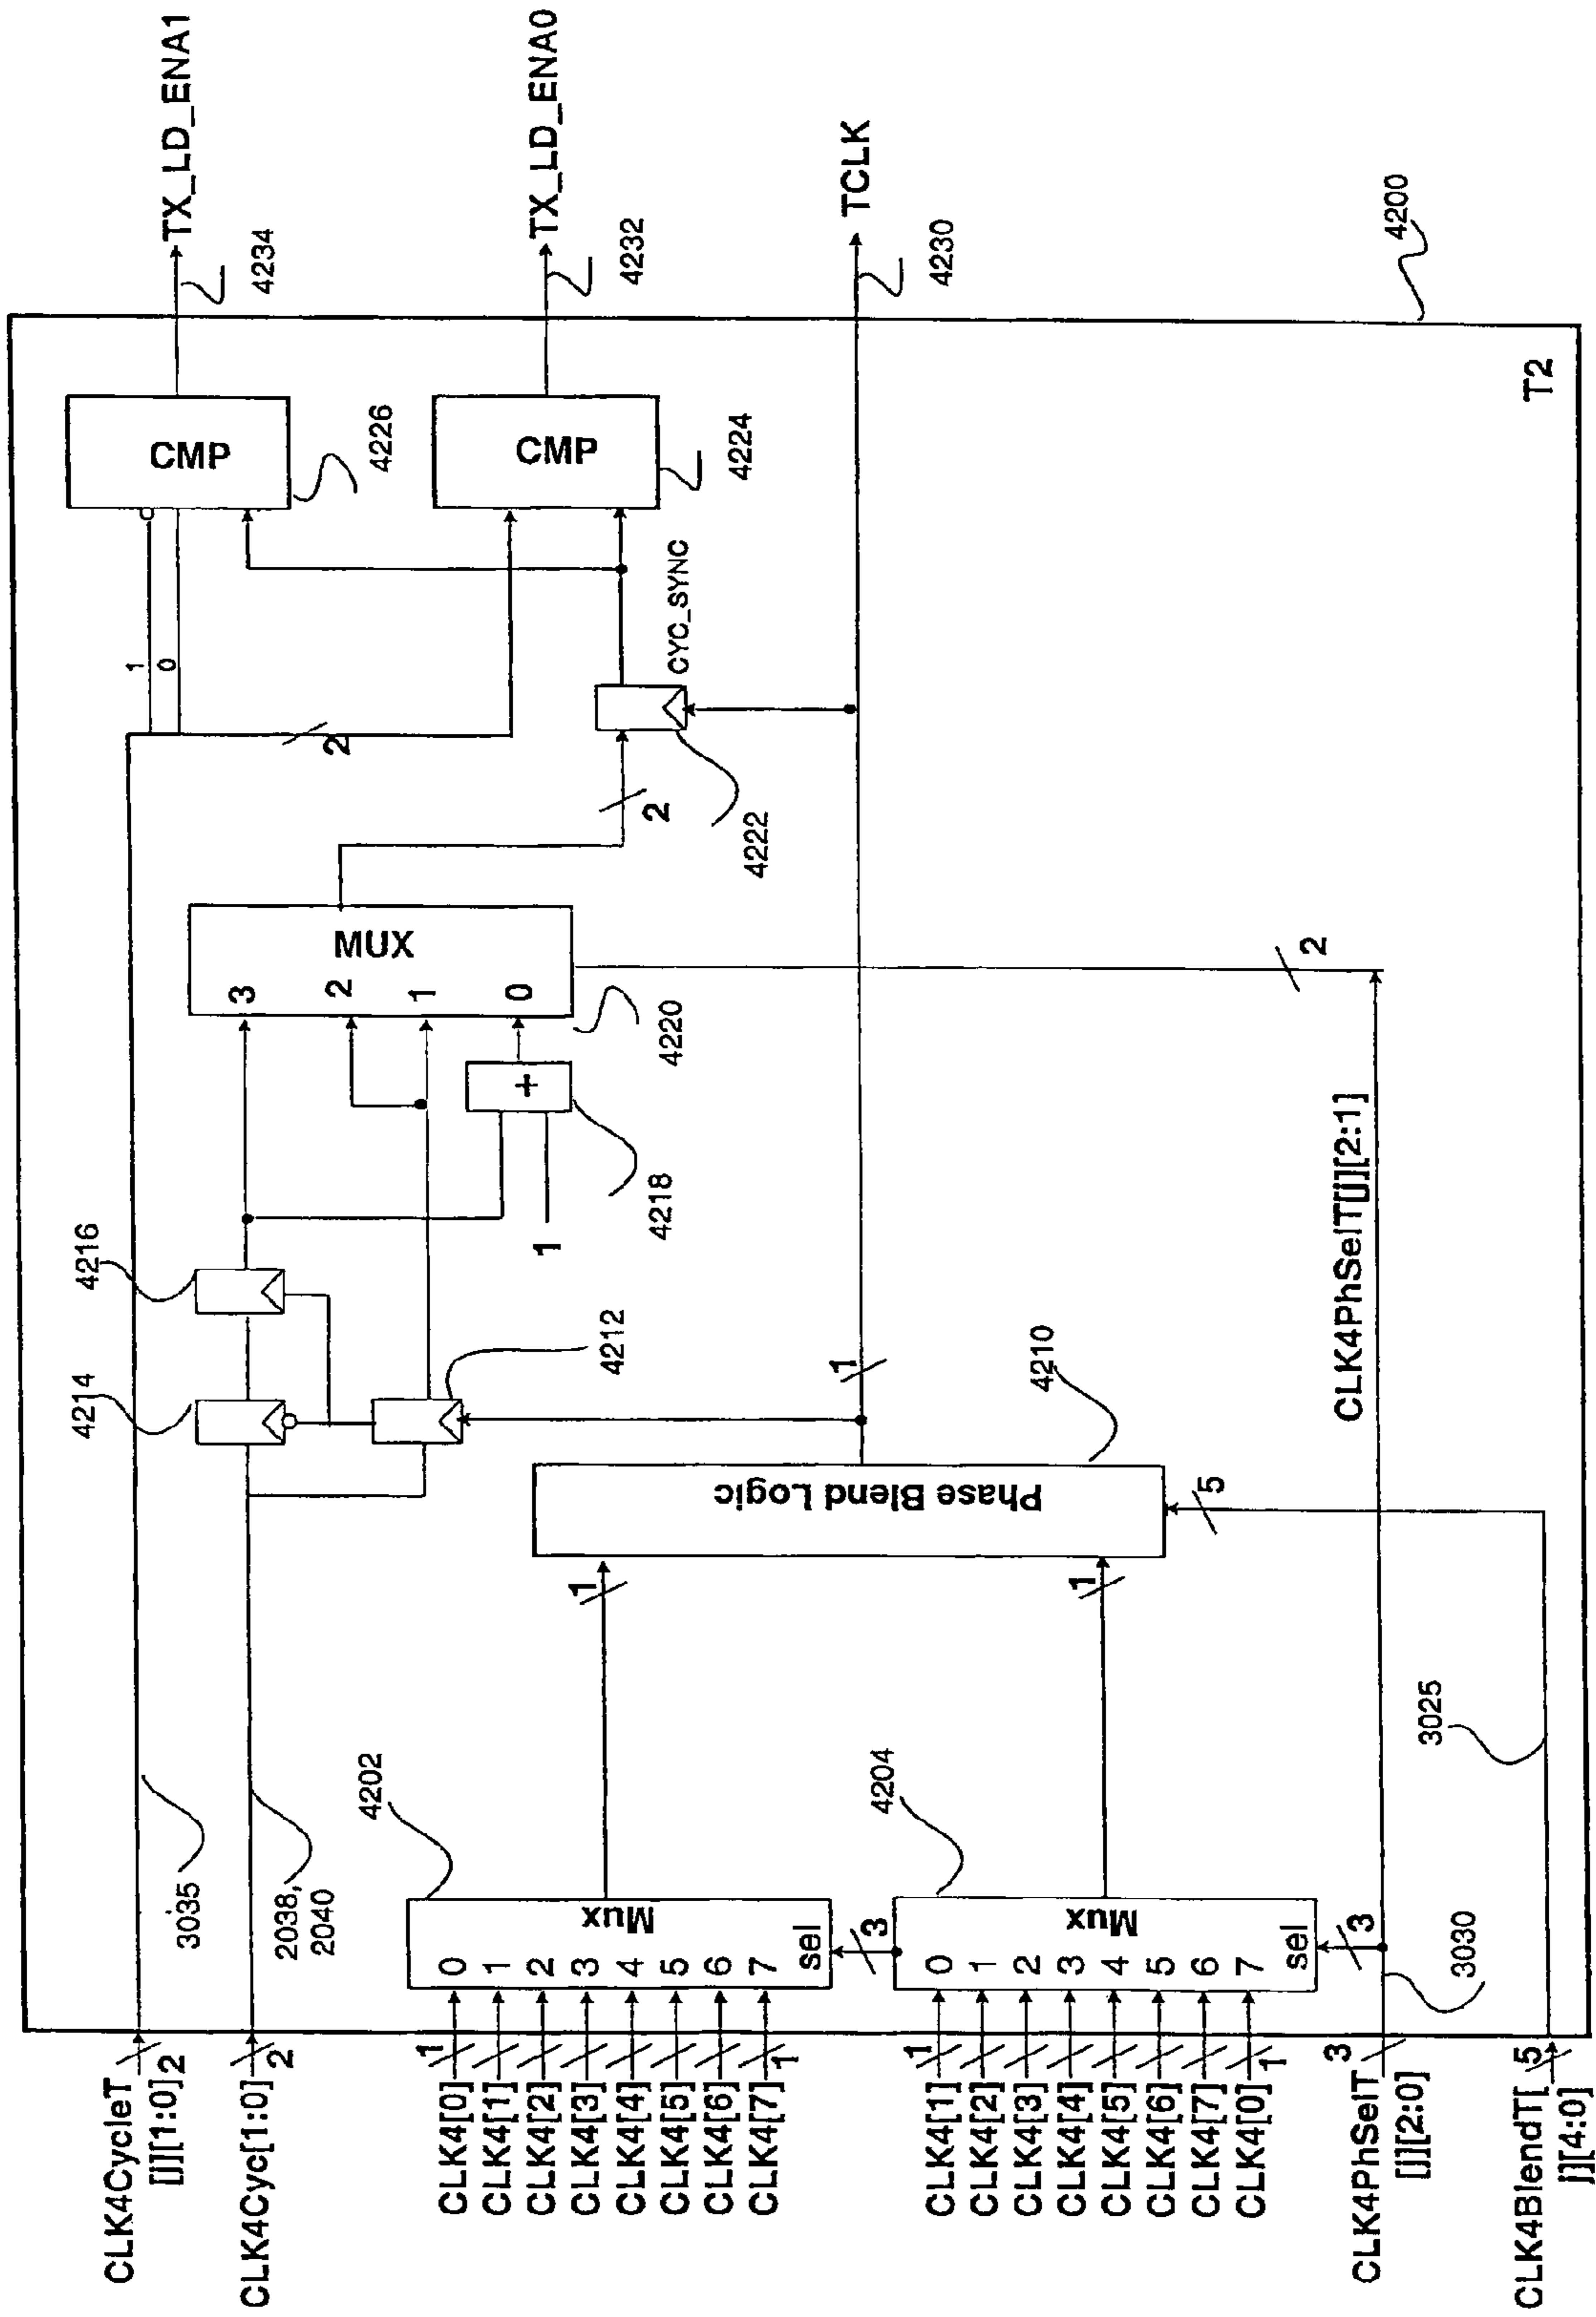 CLK4CycleT
[j][1:0]
2
CLK4Cyc[1:0]
2
CLK4[0]
1
CLK4[1]
CLK4[2]
CLK4[3]
CLK4[4]
CLK4[5]
CLK4[6]
CLK4[7]
1
CLK4[1]
1
CLK4[2]
CLK4[3]
CLK4[4]
CLK4[5]
CLK4[6]
CLK4[7]
CLK4[0]
1
CLK4PhSelT
[j][2:0]
3
CLK4BlendT[
j][4:0]
5
3035
2038,
2040
4202
0
1
2
3
4
5
6
7
sel
Mux
3
4204
0
1
2
3
4
5
6
7
sel
Mux
3
3030
3025
1
1
Phase Blend Logic
5
4210
1
4214
4216
4212
1
4218
+
CLK4PhSelT[j][2:1]
3
2
1
0
MUX
4220
2
2
4222
CYC_SYNC
2
1
0
CMP
4226
CMP
4224
T2
TX_LD_ENA1
4234
TX_LD_ENA0
4232
TCLK
4230
4200